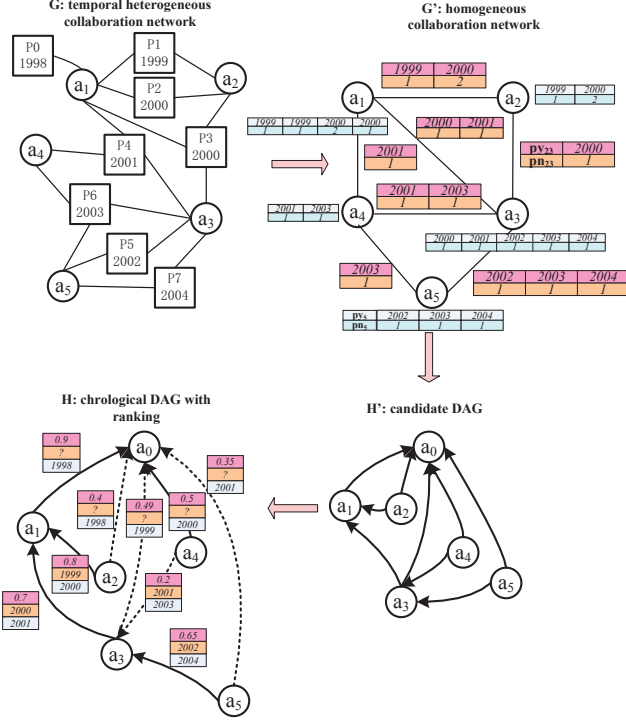 G: temporal heterogeneous
collaboration network
P0
1998
P1
1999
P2
2000
a1
a2
P3
2000
P4
2001
a4
P6
2003
a3
P5
2002
a5
P7
2004
G’: homogeneous
collaboration network
1999 2000
1 2
a1
a2
1999 2000
1 2
1999 1999 2000 2000
1 1 2 1
2000 2001
1 1
2001
1
py23 2000
pn23 1
2001 2003
1 1
2001 2003
1 1
a4
a3
2000 2001 2002 2003 2004
1 1 1 1 1
2003
1
a5
2002 2003 2004
1 1 1
py5 2002 2003 2004
pn5 1 1 1
H: chrological DAG with
ranking
a0
0.9
?
1998
0.35
?
2001
0.4
?
1998
0.49
?
1999
0.5
?
2000
a1
a2
a4
0.8
1999
2000
0.2
2001
2003
0.7
2000
2001
a3
0.65
2002
2004
a5
H’: candidate DAG
a0
a1
a2
a4
a3
a5